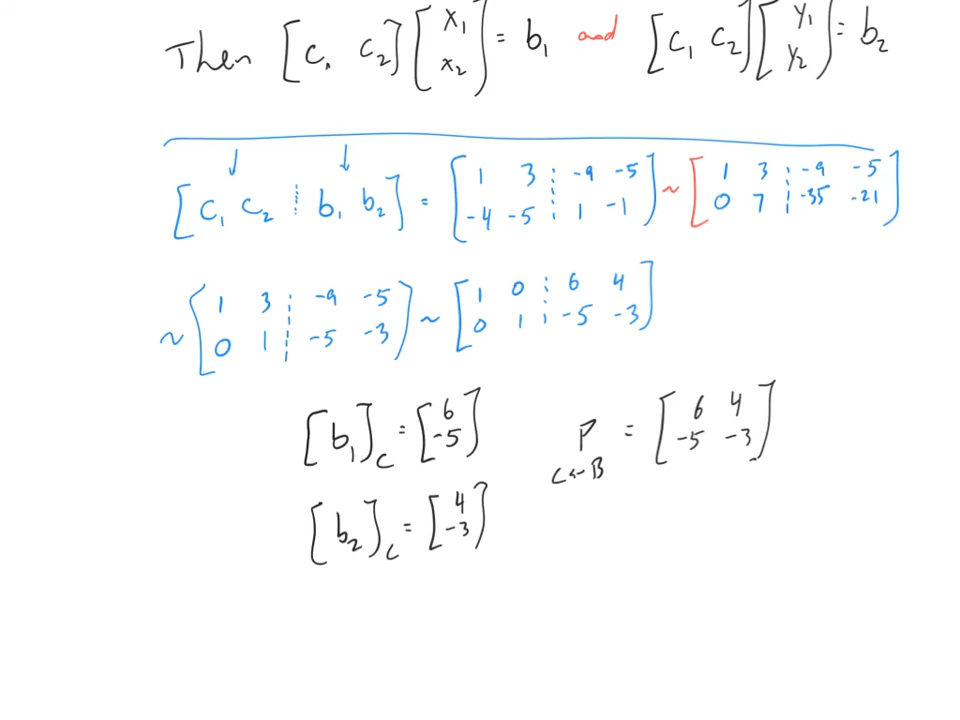 Then [c₁ c₂] [x₁ x₂] = b₁ and [c₁ c₂] [y₁ y₂] = b₂
[c₁ c₂ ⋮ b₁ b₂] = [1 3 ⋮ -9 -5; -4 -5 ⋮ 1 -1] ~ [1 3 ⋮ -9 -5; 0 7 ⋮ -35 -21]
~ [1 3 ⋮ -9 -5; 0 1 ⋮ -5 -3] ~ [1 0 ⋮ 6 4; 0 1 ⋮ -5 -3]
[b₁]_C = [6; -5] P_{C←B} = [6 4; -5 -3]
[b₂]_C = [4; -3]